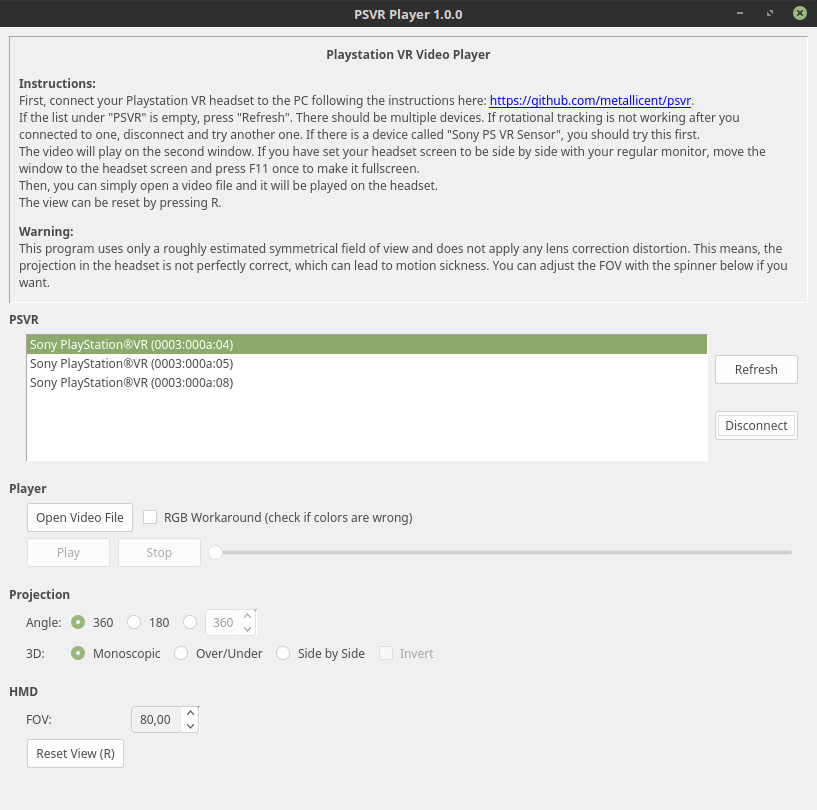 PSVR Player 1.0.0
Playstation VR Video Player
Instructions:
First, connect your Playstation VR headset to the PC following the instructions here: https://github.com/metallicent/psvr.
If the list under "PSVR" is empty, press "Refresh". There should be multiple devices. If rotational tracking is not working after you
connected to one, disconnect and try another one. If there is a device called "Sony PS VR Sensor", you should try this first.
The video will play on the second window. If you have set your headset screen to be side by side with your regular monitor, move the
window to the headset screen and press F11 once to make it fullscreen.
Then, you can simply open a video file and it will be played on the headset.
The view can be reset by pressing R.
Warning:
This program uses only a roughly estimated symmetrical field of view and does not apply any lens correction distortion. This means, the
projection in the headset is not perfectly correct, which can lead to motion sickness. You can adjust the FOV with the spinner below if you
want.
PSVR
Sony PlayStation®VR (0003:000a:04)
Sony PlayStation®VR (0003:000a:05)
Sony PlayStation®VR (0003:000a:08)
Refresh
Disconnect
Player
Open Video File RGB Workaround (check if colors are wrong)
Play Stop
Projection
Angle: 360 180 360
3D: Monoscopic Over/Under Side by Side Invert
HMD
FOV: 80,00
Reset View (R)